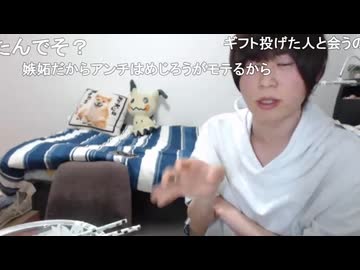 たんでそ？
ギフト投げた人と会うの
嫉妬だからアンチはめじろうがモテるから